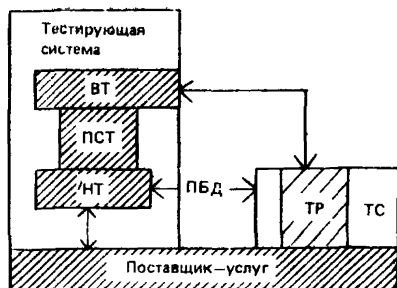 Тестирующая
система
ВТ
ПСТ
НТ
ПБД
ТР
ТС
Поставщик–услуг